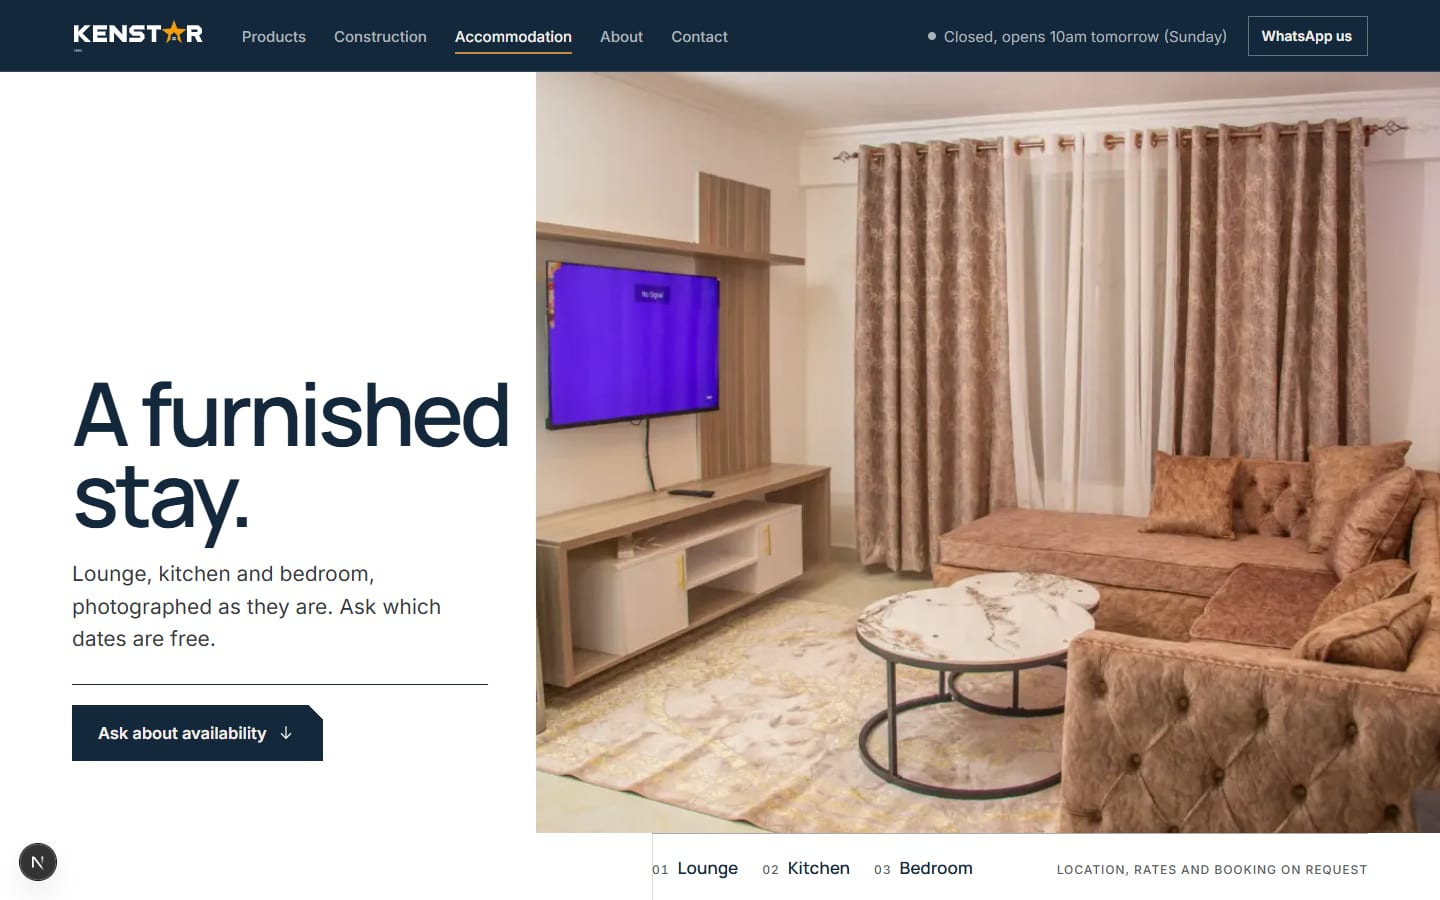 KENSTAR
Products
Construction
Accommodation
About
Contact
Closed, opens 10am tomorrow (Sunday)
WhatsApp us
No Signal
A furnished
stay.
Lounge, kitchen and bedroom,
photographed as they are. Ask which
dates are free.
Ask about availability ↓
N
01 Lounge
02 Kitchen
03 Bedroom
LOCATION, RATES AND BOOKING ON REQUEST